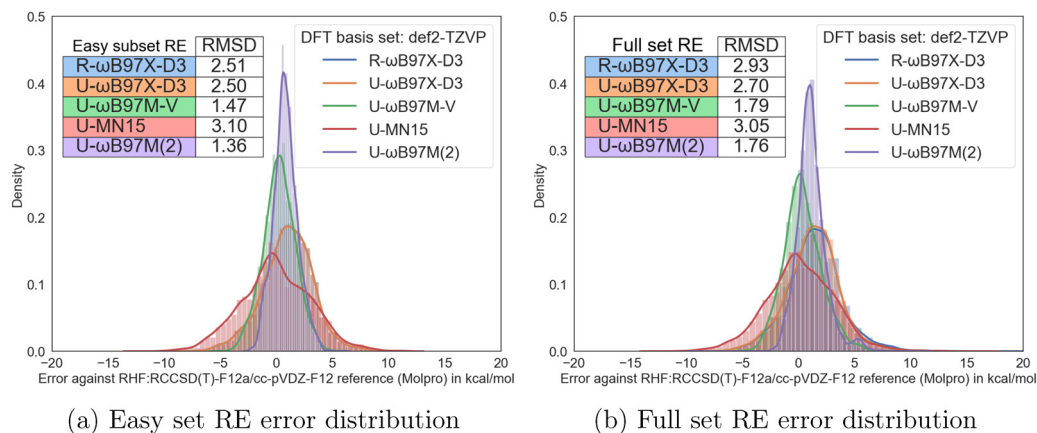 0.5
0.4
0.3
0.2
0.1
0.0
Density
Easy subset RE RMSD
R-ωB97X-D3 2.51
U-ωB97X-D3 2.50
U-ωB97M-V 1.47
U-MN15 3.10
U-ωB97M(2) 1.36
DFT basis set: def2-TZVP
R-ωB97X-D3
U-ωB97X-D3
U-ωB97M-V
U-MN15
U-ωB97M(2)
−20 −15 −10 −5 0 5 10 15 20
Error against RHF:RCCSD(T)-F12a/cc-pVDZ-F12 reference (Molpro) in kcal/mol
(a) Easy set RE error distribution
0.5
0.4
0.3
0.2
0.1
0.0
Density
Full set RE RMSD
R-ωB97X-D3 2.93
U-ωB97X-D3 2.70
U-ωB97M-V 1.79
U-MN15 3.05
U-ωB97M(2) 1.76
DFT basis set: def2-TZVP
R-ωB97X-D3
U-ωB97X-D3
U-ωB97M-V
U-MN15
U-ωB97M(2)
−20 −15 −10 −5 0 5 10 15 20
Error against RHF:RCCSD(T)-F12a/cc-pVDZ-F12 reference (Molpro) in kcal/mol
(b) Full set RE error distribution